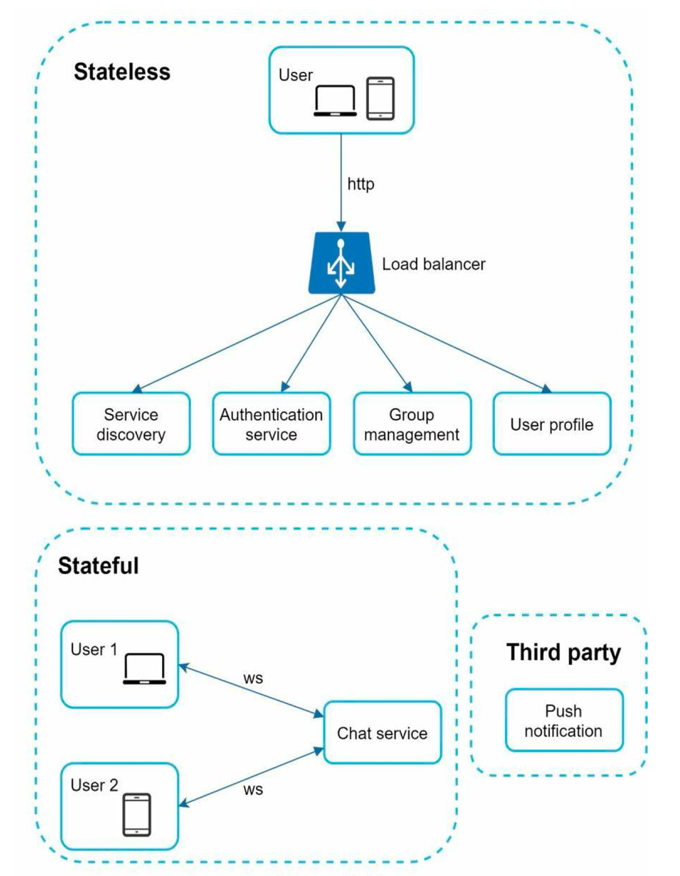 Stateless
User
http
Load balancer
Service
discovery
Authentication
service
Group
management
User profile
Stateful
User 1
ws
Chat service
User 2
ws
Third party
Push
notification